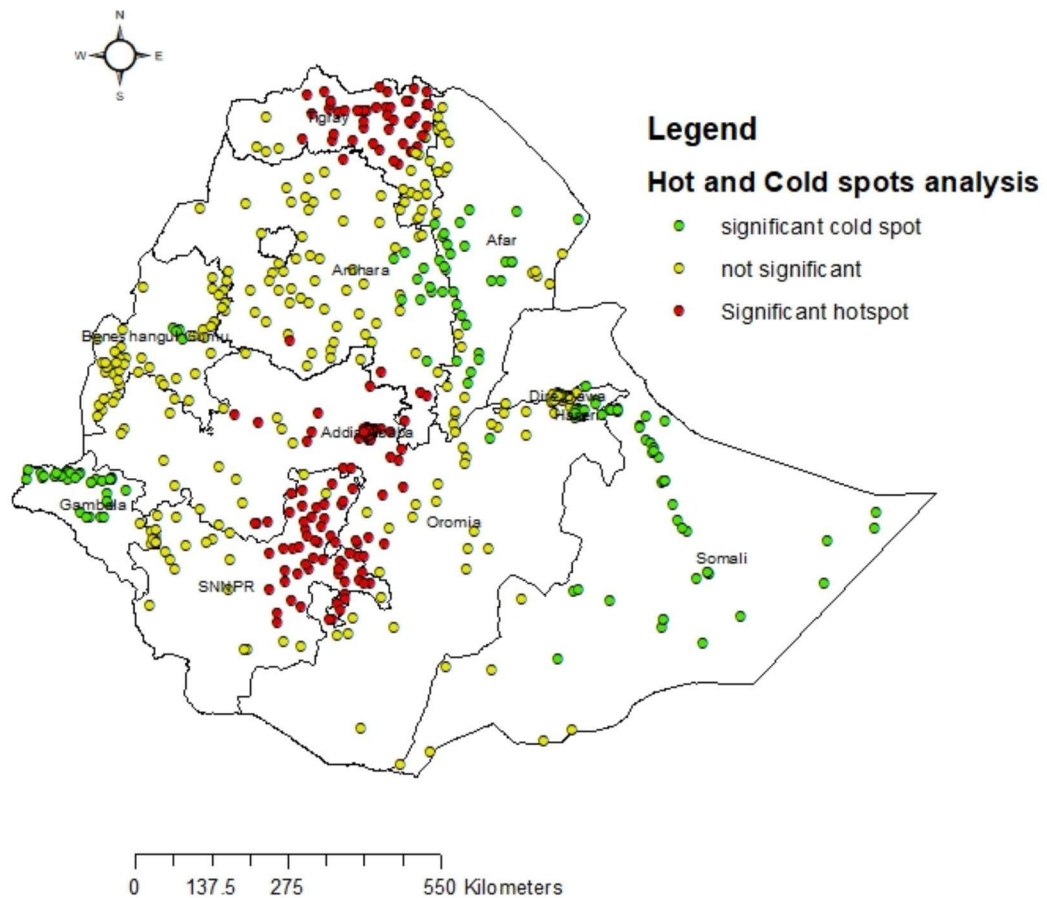 N
W E
S
Legend
Hot and Cold spots analysis
significant cold spot
not significant
Significant hotspot
Tigray
Afar
Amhara
Beneshangul Gumu
Dire Dawa
Harari
Addis Ababa
Gambela
Oromia
Somali
SNNPR
0 137.5 275 550 Kilometers